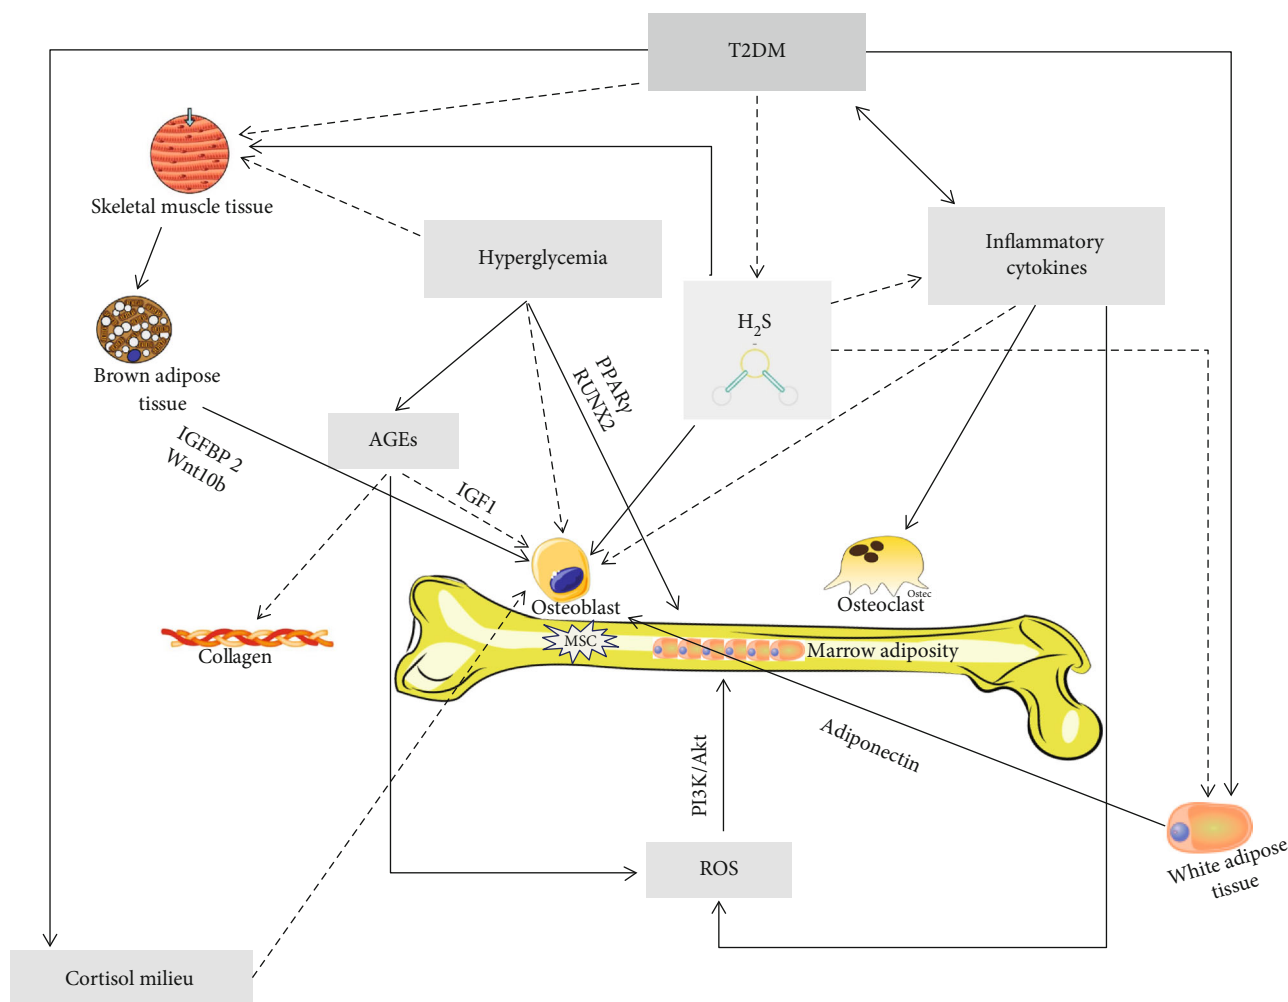 T2DM
Skeletal muscle tissue
Hyperglycemia
Inflammatory
cytokines
H₂S
Brown adipose
tissue
PPARγ
RUNX2
AGEs
IGFBP 2
Wnt10b
IGF1
Osteoblast
Ostec
Osteoclast
MSC
Marrow adiposity
Collagen
Adiponectin
PI3K/Akt
White adipose
tissue
ROS
Cortisol milieu